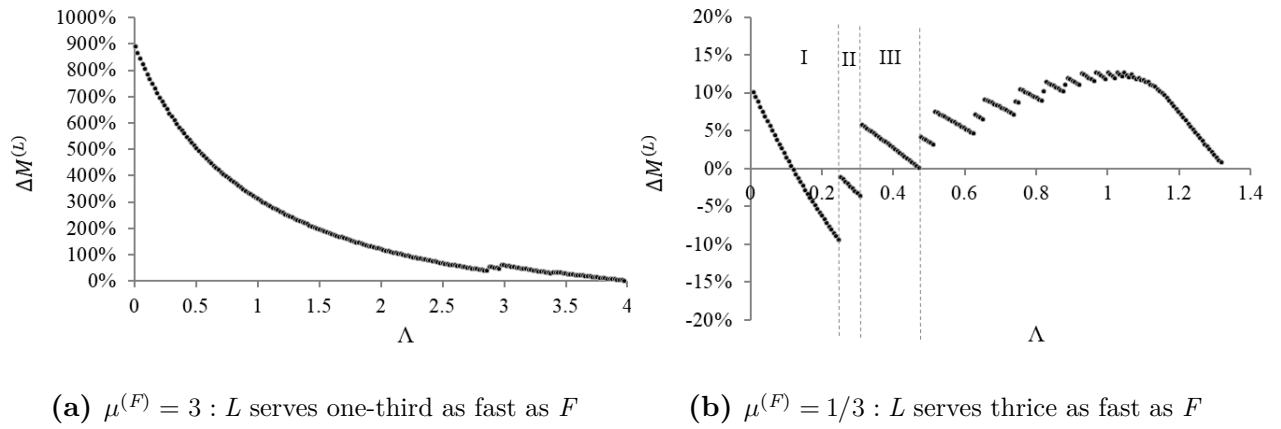 1000%
900%
800%
700%
600%
500%
400%
300%
200%
100%
0%
ΔM^(L)
0 0.5 1 1.5 2 2.5 3 3.5 4
Λ
(a) μ^(F) = 3 : L serves one-third as fast as F
20%
15%
10%
5%
0%
-5%
-10%
-15%
-20%
ΔM^(L)
I II III
0 0.2 0.4 0.6 0.8 1 1.2 1.4
Λ
(b) μ^(F) = 1/3 : L serves thrice as fast as F